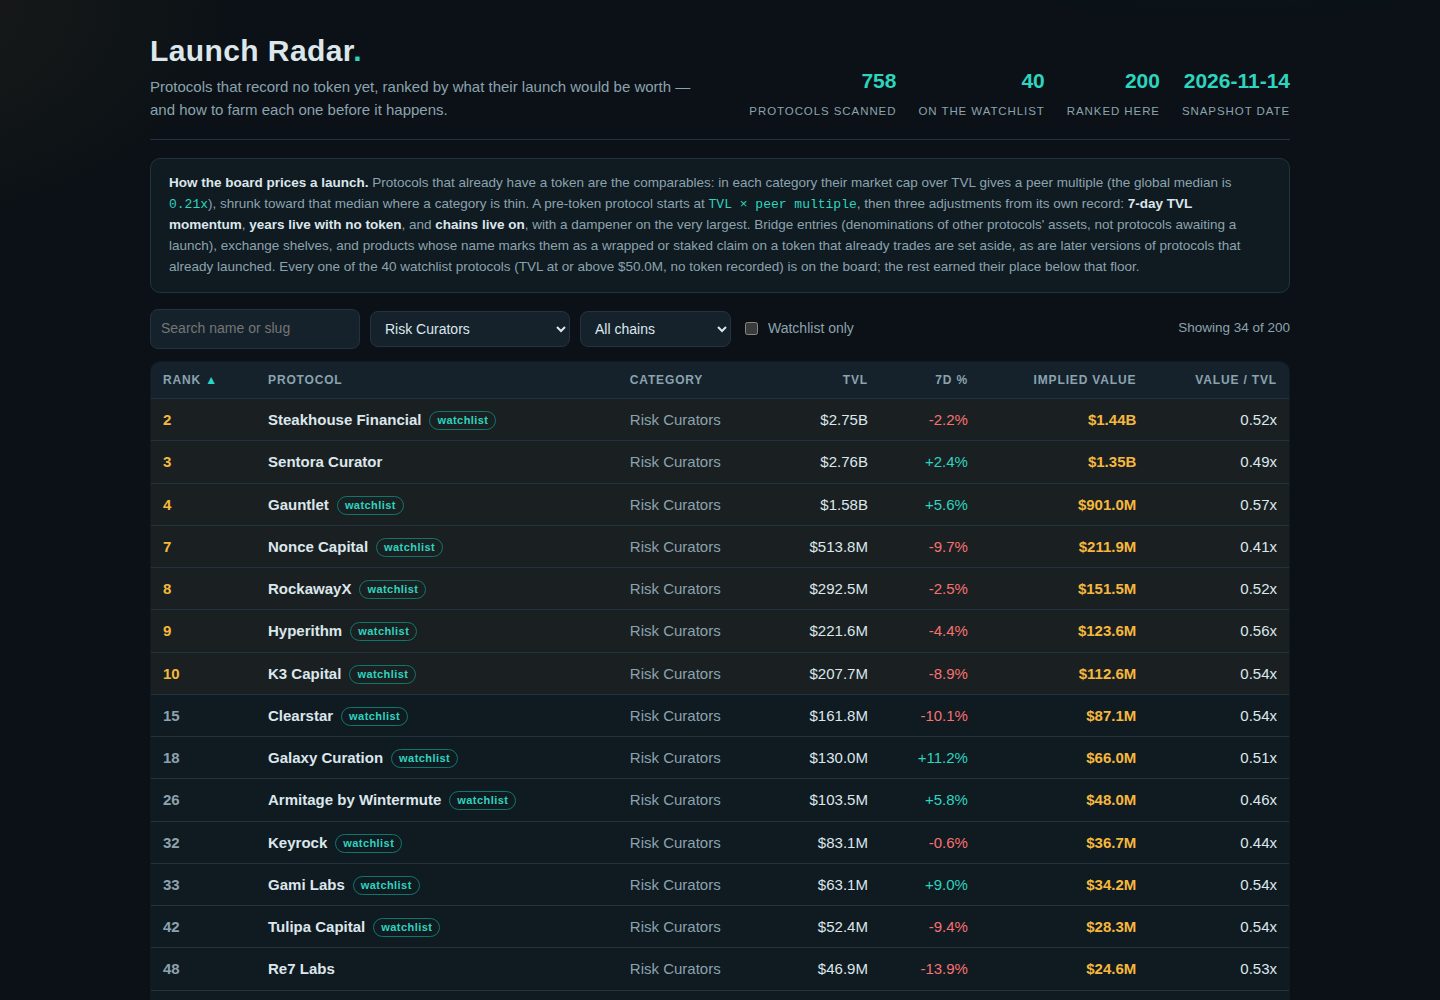 Launch Radar.
Protocols that record no token yet, ranked by what their launch would be worth —
and how to farm each one before it happens.
758 40 200 2026-11-14
PROTOCOLS SCANNED ON THE WATCHLIST RANKED HERE SNAPSHOT DATE
How the board prices a launch. Protocols that already have a token are the comparables: in each category their market cap over TVL gives a peer multiple (the global median is
0.21x), shrunk toward that median where a category is thin. A pre-token protocol starts at TVL × peer multiple, then three adjustments from its own record: 7-day TVL
momentum, years live with no token, and chains live on, with a dampener on the very largest. Bridge entries (denominations of other protocols' assets, not protocols awaiting a
launch), exchange shelves, and products whose name marks them as a wrapped or staked claim on a token that already trades are set aside, as are later versions of protocols that
already launched. Every one of the 40 watchlist protocols (TVL at or above $50.0M, no token recorded) is on the board; the rest earned their place below that floor.
Search name or slug Risk Curators All chains Watchlist only Showing 34 of 200
RANK ▲ PROTOCOL CATEGORY TVL 7D % IMPLIED VALUE VALUE / TVL
2 Steakhouse Financial watchlist Risk Curators $2.75B -2.2% $1.44B 0.52x
3 Sentora Curator Risk Curators $2.76B +2.4% $1.35B 0.49x
4 Gauntlet watchlist Risk Curators $1.58B +5.6% $901.0M 0.57x
7 Nonce Capital watchlist Risk Curators $513.8M -9.7% $211.9M 0.41x
8 RockawayX watchlist Risk Curators $292.5M -2.5% $151.5M 0.52x
9 Hyperithm watchlist Risk Curators $221.6M -4.4% $123.6M 0.56x
10 K3 Capital watchlist Risk Curators $207.7M -8.9% $112.6M 0.54x
15 Clearstar watchlist Risk Curators $161.8M -10.1% $87.1M 0.54x
18 Galaxy Curation watchlist Risk Curators $130.0M +11.2% $66.0M 0.51x
26 Armitage by Wintermute watchlist Risk Curators $103.5M +5.8% $48.0M 0.46x
32 Keyrock watchlist Risk Curators $83.1M -0.6% $36.7M 0.44x
33 Gami Labs watchlist Risk Curators $63.1M +9.0% $34.2M 0.54x
42 Tulipa Capital watchlist Risk Curators $52.4M -9.4% $28.3M 0.54x
48 Re7 Labs Risk Curators $46.9M -13.9% $24.6M 0.53x